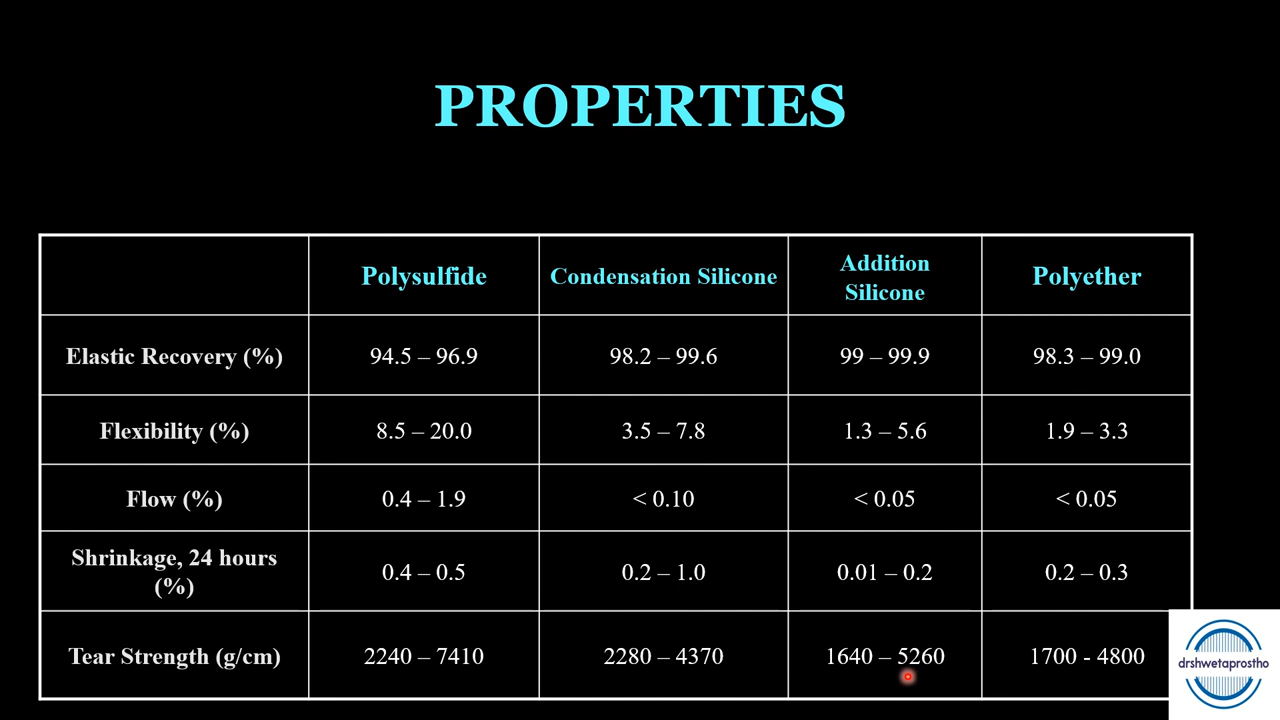 PROPERTIES
Polysulfide
Condensation Silicone
Addition
Silicone
Polyether
Elastic Recovery (%)
94.5 – 96.9
98.2 – 99.6
99 – 99.9
98.3 – 99.0
Flexibility (%)
8.5 – 20.0
3.5 – 7.8
1.3 – 5.6
1.9 – 3.3
Flow (%)
0.4 – 1.9
< 0.10
< 0.05
< 0.05
Shrinkage, 24 hours
(%)
0.4 – 0.5
0.2 – 1.0
0.01 – 0.2
0.2 – 0.3
Tear Strength (g/cm)
2240 – 7410
2280 – 4370
1640 – 5260
1700 - 4800
drshwetaprostho